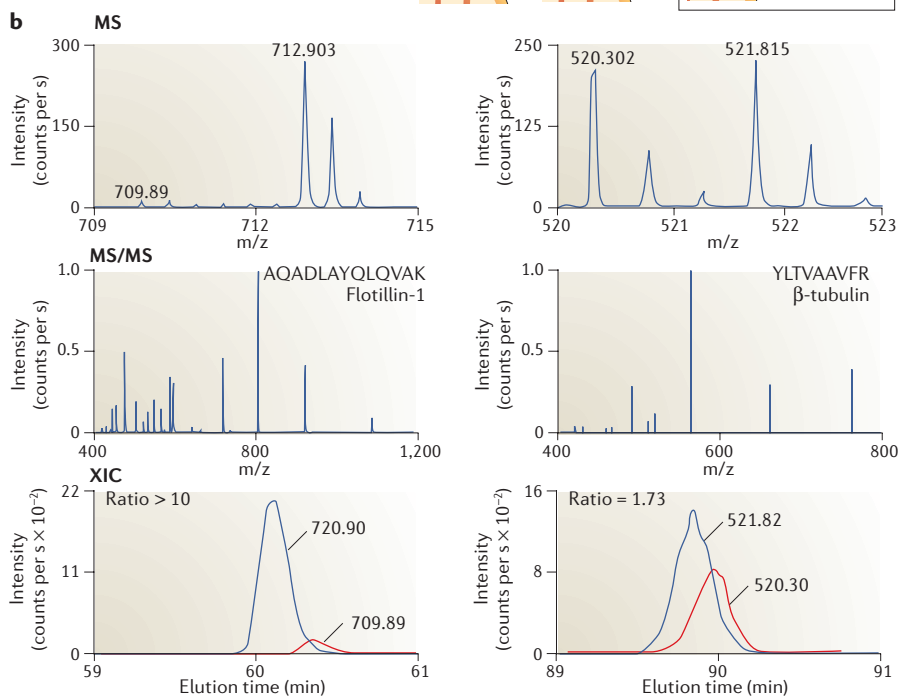 b
MS
300
150
0
Intensity
(counts per s)
712.903
709.89
709
712
715
m/z
250
125
0
Intensity
(counts per s)
520.302
521.815
520
521
522
523
m/z
MS/MS
1.0
0.5
0
Intensity
(counts per s)
AQADLAYQLQVAK
Flotillin-1
400
800
1,200
m/z
1.0
0.5
0
Intensity
(counts per s)
YLTVAAVFR
β-tubulin
400
600
800
m/z
XIC
22
11
0
Intensity
(counts per s × 10⁻²)
Ratio > 10
720.90
709.89
59
60
61
Elution time (min)
16
8
0
Intensity
(counts per s × 10⁻²)
Ratio = 1.73
521.82
520.30
89
90
91
Elution time (min)